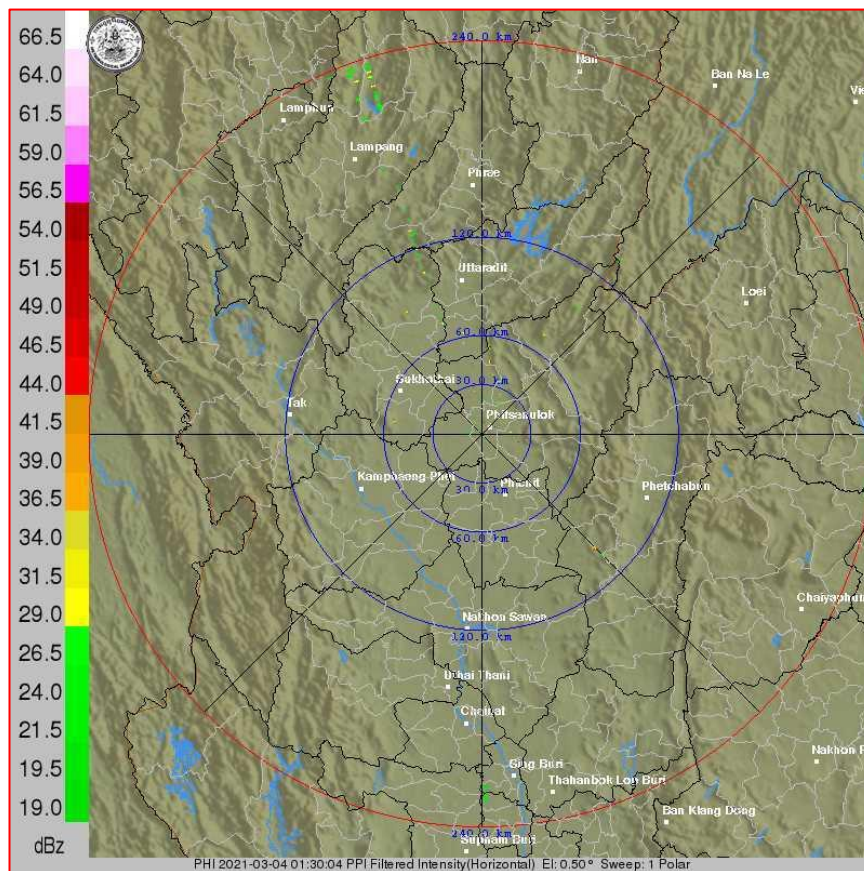 66.5
64.0
61.5
59.0
56.5
54.0
51.5
49.0
46.5
44.0
41.5
39.0
36.5
34.0
31.5
29.0
26.5
24.0
21.5
19.5
19.0
dBz
240.0 km
Nan
Ban Na Le
Vie
Lamphun
Lampang
Phrae
120.0 km
Uttaradit
Loei
60.0 km
30.0 km
Sukhothai
Tak
Phitsanulok
Kamphaeng Phet
Phichit
Phetchabun
30.0 km
60.0 km
Chaiyaphum
Nakhon Sawan
120.0 km
Uthai Thani
Chainat
Nakhon R
Sing Buri
Thahanbok Lop Buri
Ban Klang Dong
240.0 km
Suphan Buri
PHI 2021-03-04 01:30:04 PPI Filtered Intensity(Horizontal) El: 0.50° Sweep: 1 Polar